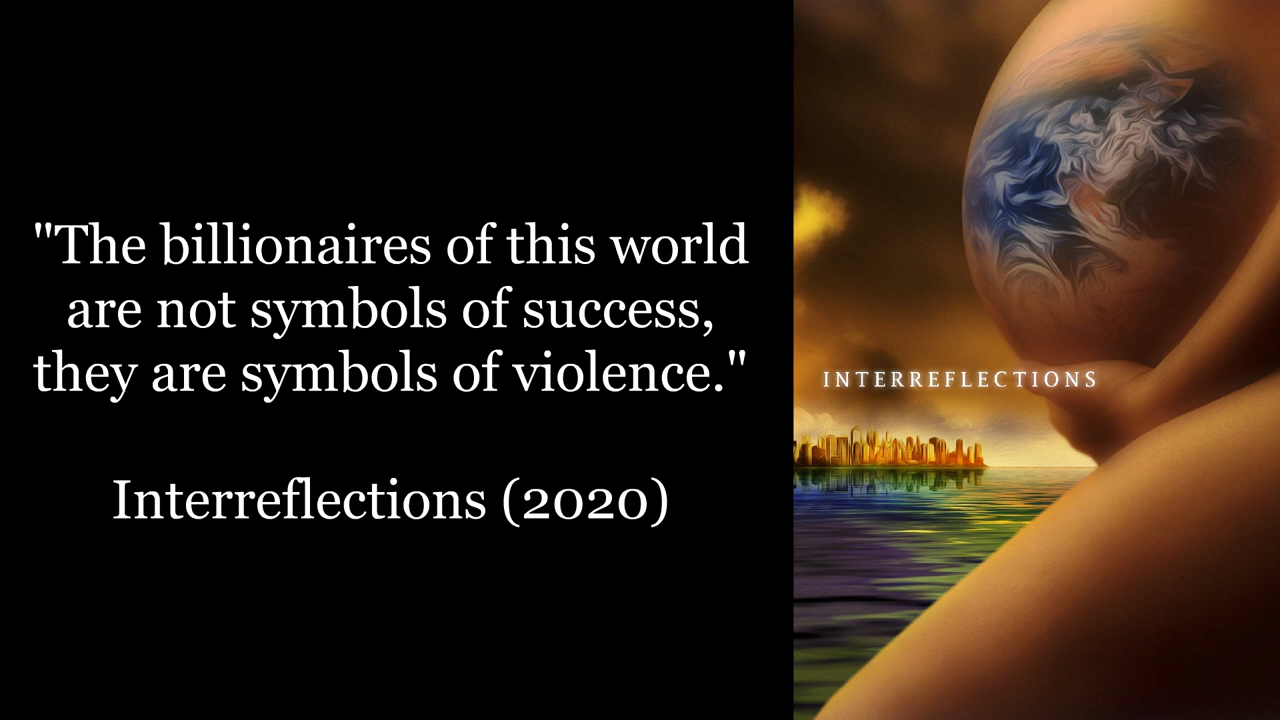 "The billionaires of this world
are not symbols of success,
they are symbols of violence."
Interreflections (2020)
INTERREFLECTIONS